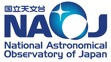 国立天文台
NAOJ
National Astronomical
Observatory of Japan